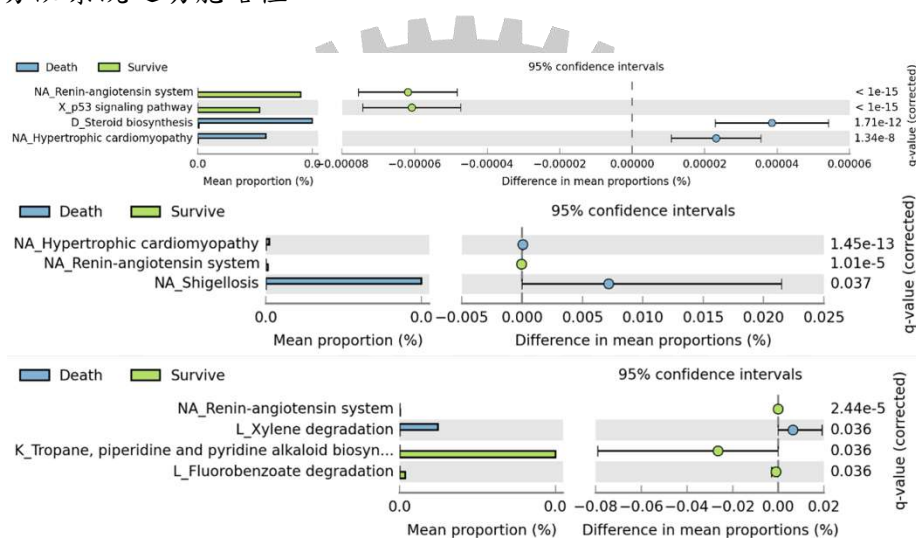 Death Survive 95% confidence intervals
NA_Renin-angiotensin system < 1e-15
X_p53 signaling pathway < 1e-15
D_Steroid biosynthesis 1.71e-12
NA_Hypertrophic cardiomyopathy 1.34e-8
q-value (corrected)
0.0 0.0 -0.00008 -0.00006 -0.00004 -0.00002 0.00000 0.00002 0.00004 0.00006
Mean proportion (%) Difference in mean proportions (%)
Death Survive 95% confidence intervals
NA_Hypertrophic cardiomyopathy 1.45e-13
NA_Renin-angiotensin system 1.01e-5
NA_Shigellosis 0.037
q-value (corrected)
0.0 0.0 −0.005 0.000 0.005 0.010 0.015 0.020 0.025
Mean proportion (%) Difference in mean proportions (%)
Death Survive 95% confidence intervals
NA_Renin-angiotensin system 2.44e-5
L_Xylene degradation 0.036
K_Tropane, piperidine and pyridine alkaloid biosyn... 0.036
L_Fluorobenzoate degradation 0.036
q-value (corrected)
0.0 0.0 −0.08 −0.06 −0.04 −0.02 0.00 0.02
Mean proportion (%) Difference in mean proportions (%)